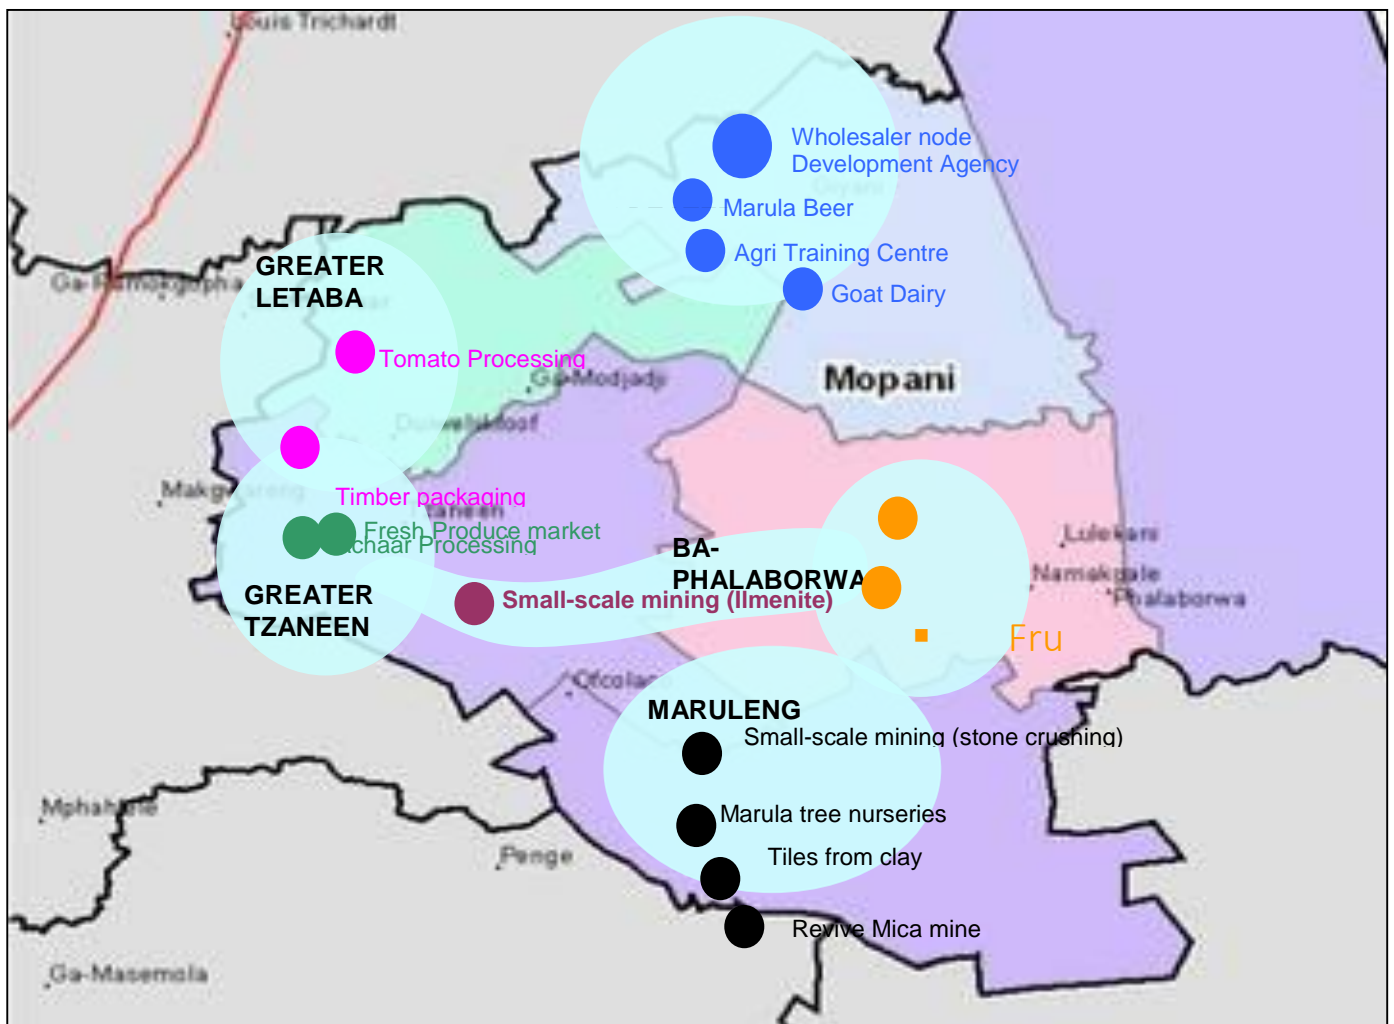 Louis Trichardt
Wholesaler node
Development Agency
Giyani
Marula Beer
Agri Training Centre
Goat Dairy
GREATER
LETABA
Ga-Ramokgopha
Tomato Processing
Ga-Modjadji
Mopani
Duiwelskloof
Makgwareng
Timber packaging
Tzaneen
Fresh Produce market
Achaar Processing
BA-
PHALABORWA
Lulekani
Namakgale
Phalaborwa
GREATER
TZANEEN
Small-scale mining (Ilmenite)
Fru
Ofcolaco
MARULENG
Small-scale mining (stone crushing)
Mphahlele
Marula tree nurseries
Penge
Tiles from clay
Revive Mica mine
Ga-Masemola